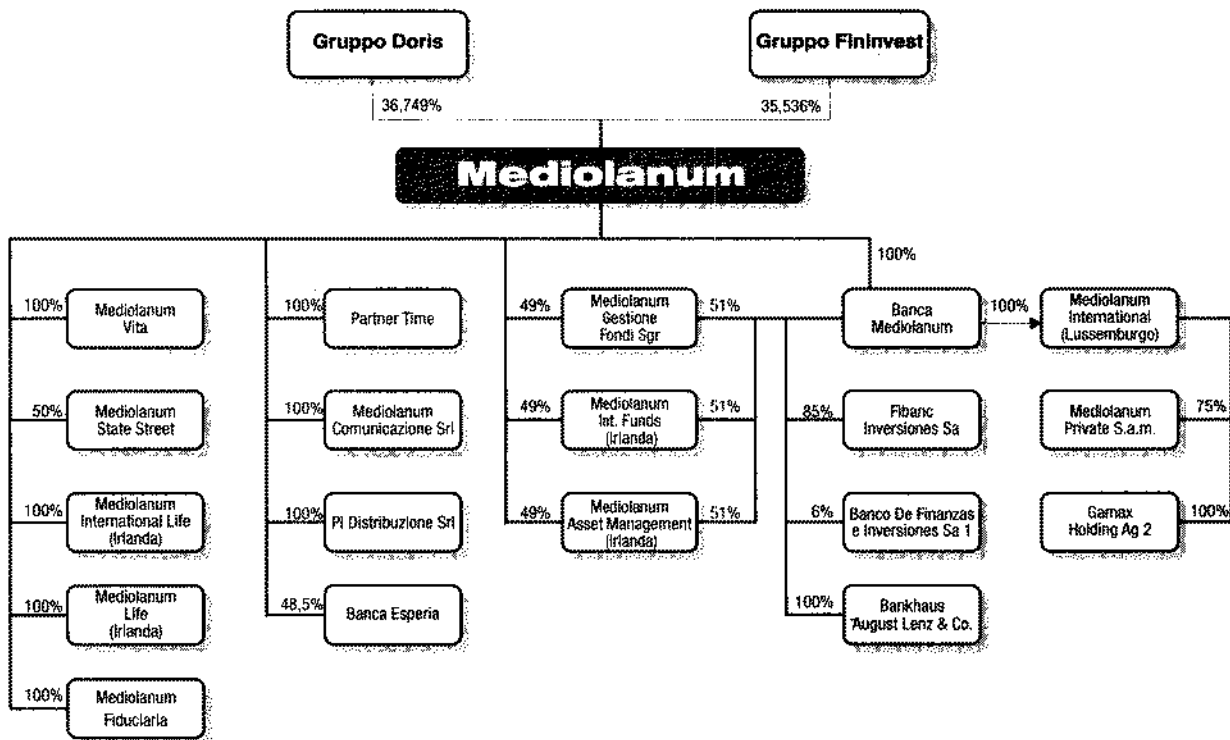 Gruppo Doris
Gruppo Fininvest
36,749%
35,536%
Mediolanum
100%
100%
Mediolanum
Vita
100%
Partner Time
49%
Mediolanum
Gestione
Fondi Sgr
51%
Banca
Mediolanum
100%
Mediolanum
International
(Lussemburgo)
50%
Mediolanum
State Street
100%
Mediolanum
Comunicazione Srl
49%
Mediolanum
Int. Funds
(Irlanda)
51%
85%
Fibanc
Inversiones Sa
Mediolanum
Private S.a.m.
75%
100%
Mediolanum
International Life
(Irlanda)
100%
PI Distribuzione Srl
49%
Mediolanum
Asset Management
(Irlanda)
51%
6%
Banco De Finanzas
e Inversiones Sa 1
Gamax
Holding Ag 2
100%
100%
Mediolanum
Life
(Irlanda)
48,5%
Banca Esperia
100%
Bankhaus
August Lenz & Co.
100%
Mediolanum
Fiduciaria